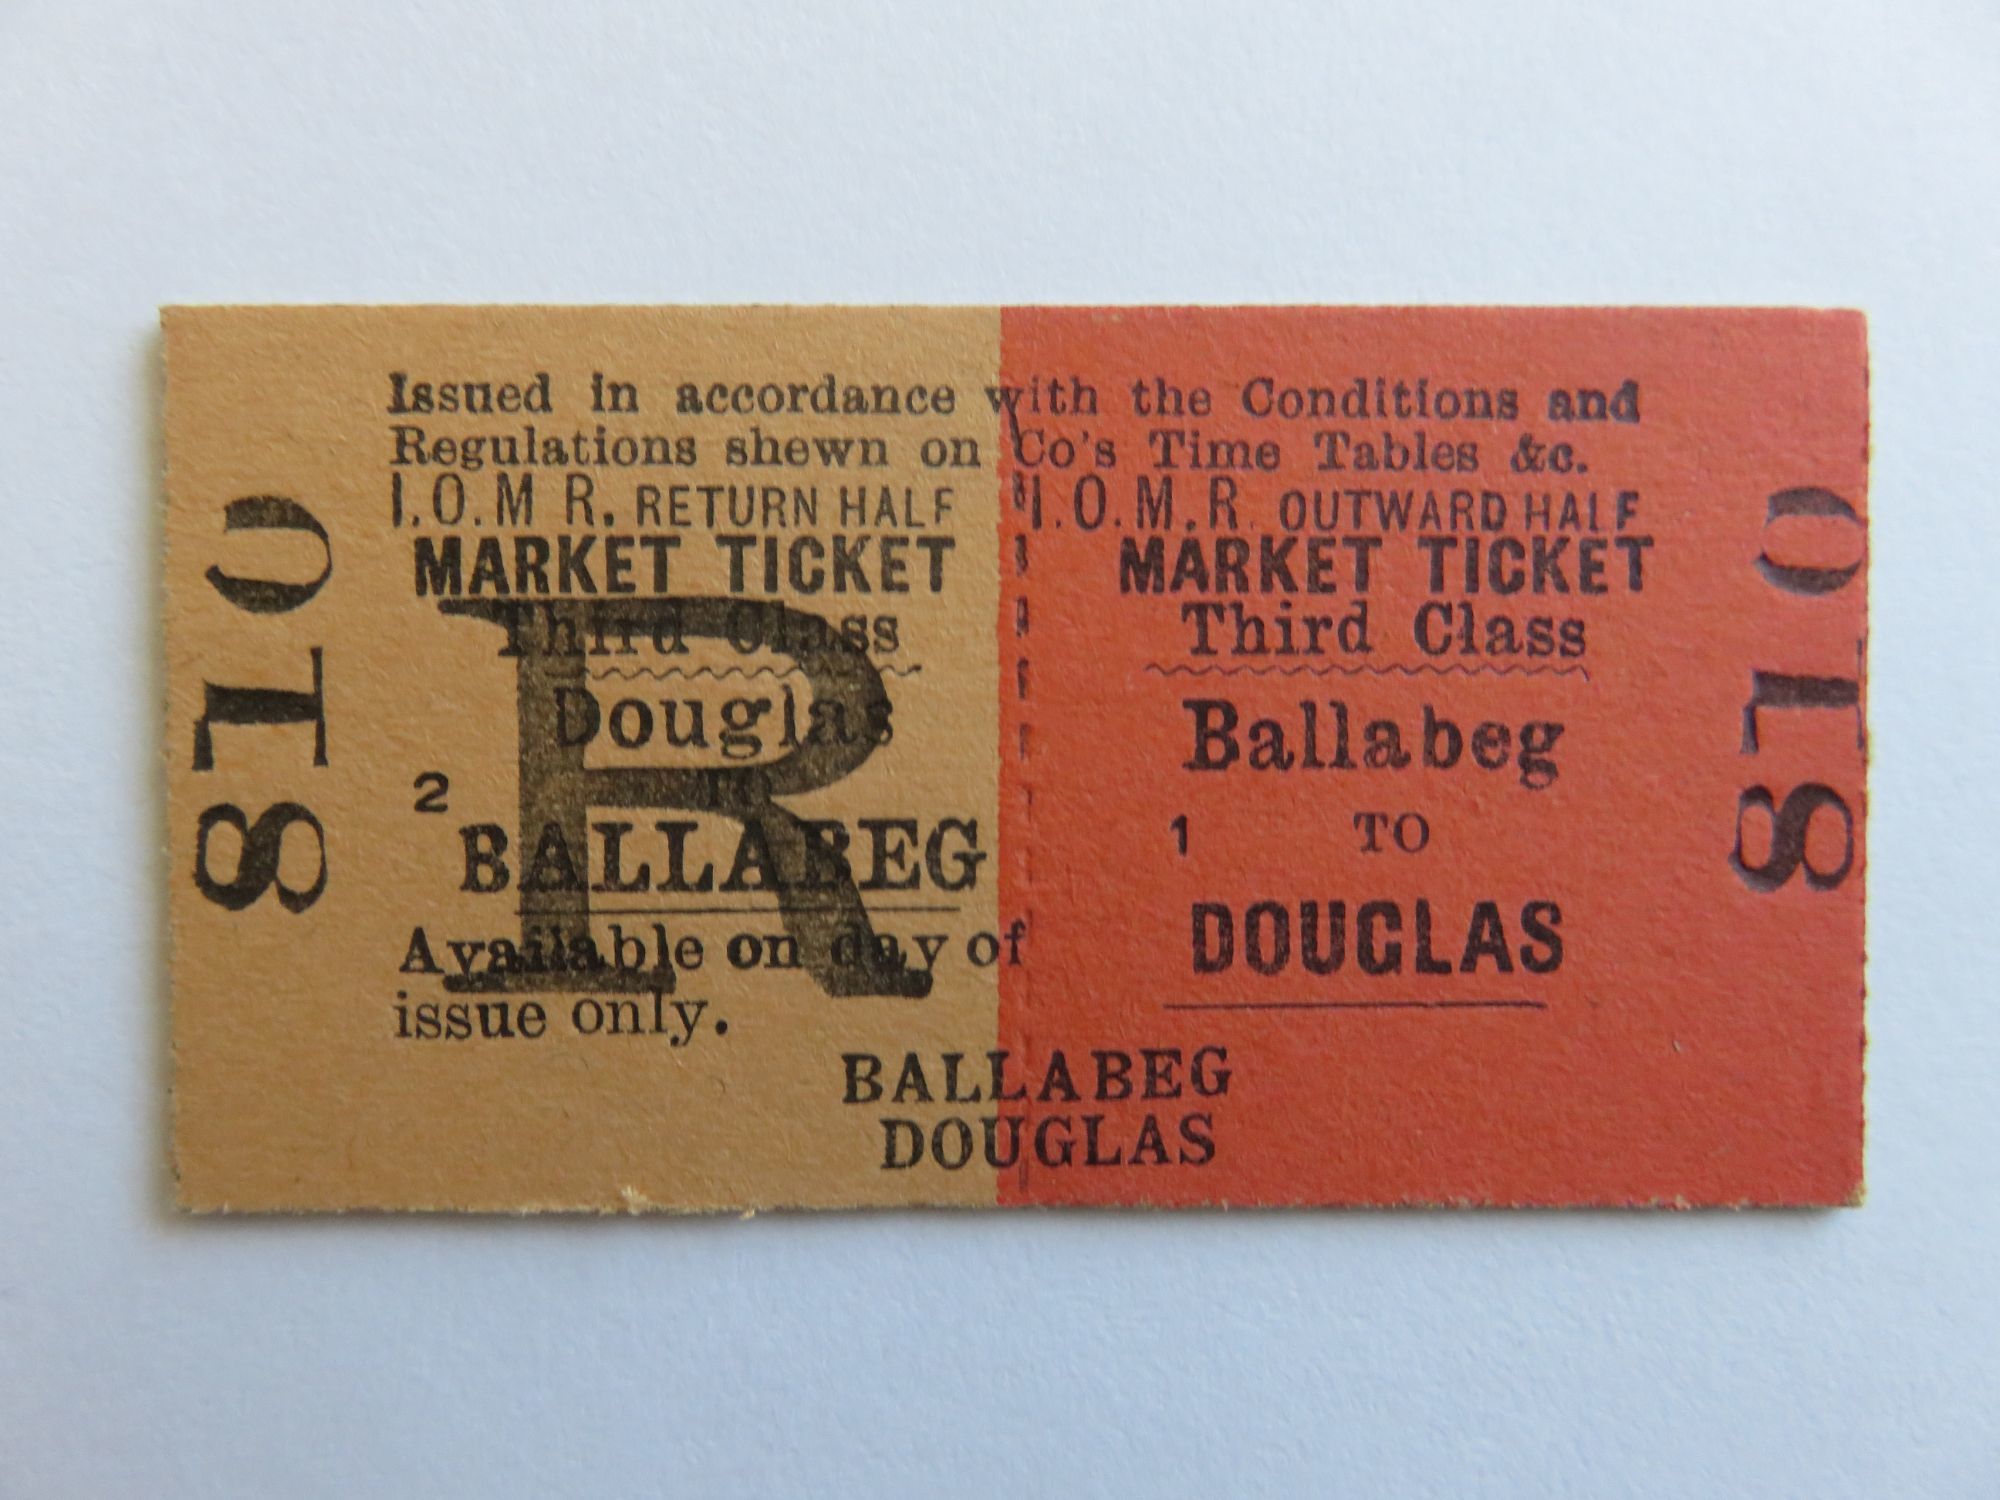 Issued in accordance with the Conditions and
Regulations shewn on Co's Time Tables &c.
I.O.M R. RETURN HALF
MARKET TICKET
Third Class
Douglas
2 TO
BALLABEG
Available on day of
issue only.
R
I.O.M.R. OUTWARD HALF
MARKET TICKET
Third Class
Ballabeg
1 TO
DOUGLAS
BALLABEG
DOUGLAS
810
810